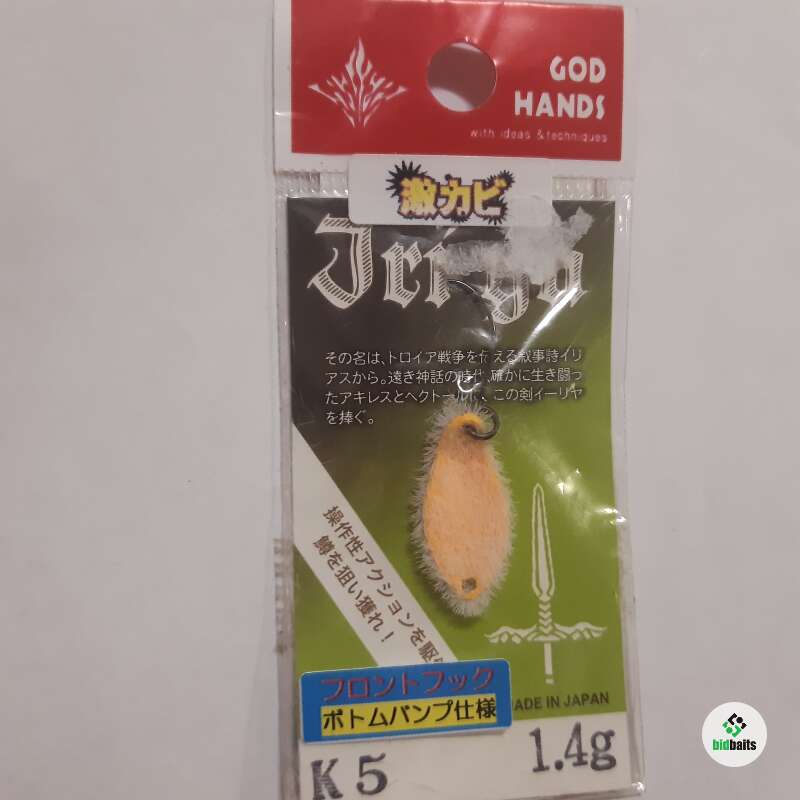 GOD
HANDS
with ideas & techniques
激カビ
その名は、トロイア戦争を える叙事詩イリ
アスから。遠き神話の時代、確かに生き闘っ
たアキレスとヘクトール この剣イーリヤ
を捧ぐ。
操作性アクションを駆
鱒を狙い獲れ!
フロントフック
ボトムバンプ仕様
ADE IN JAPAN
K5
1.4g
bidbaits